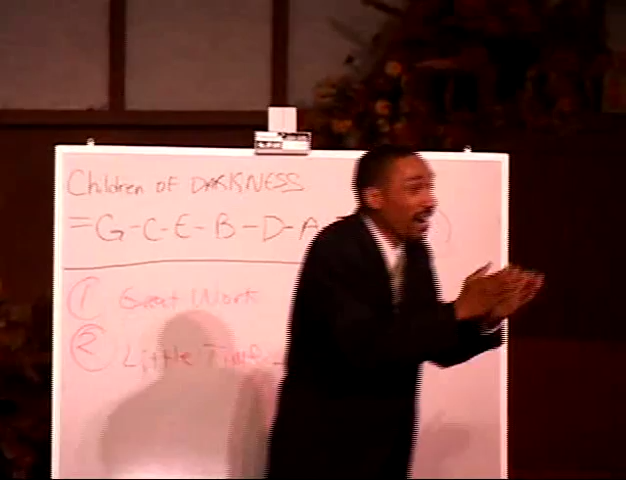 Children of DARKNESS
=G-C-E-B-D-A
① Great Work
② Little Time